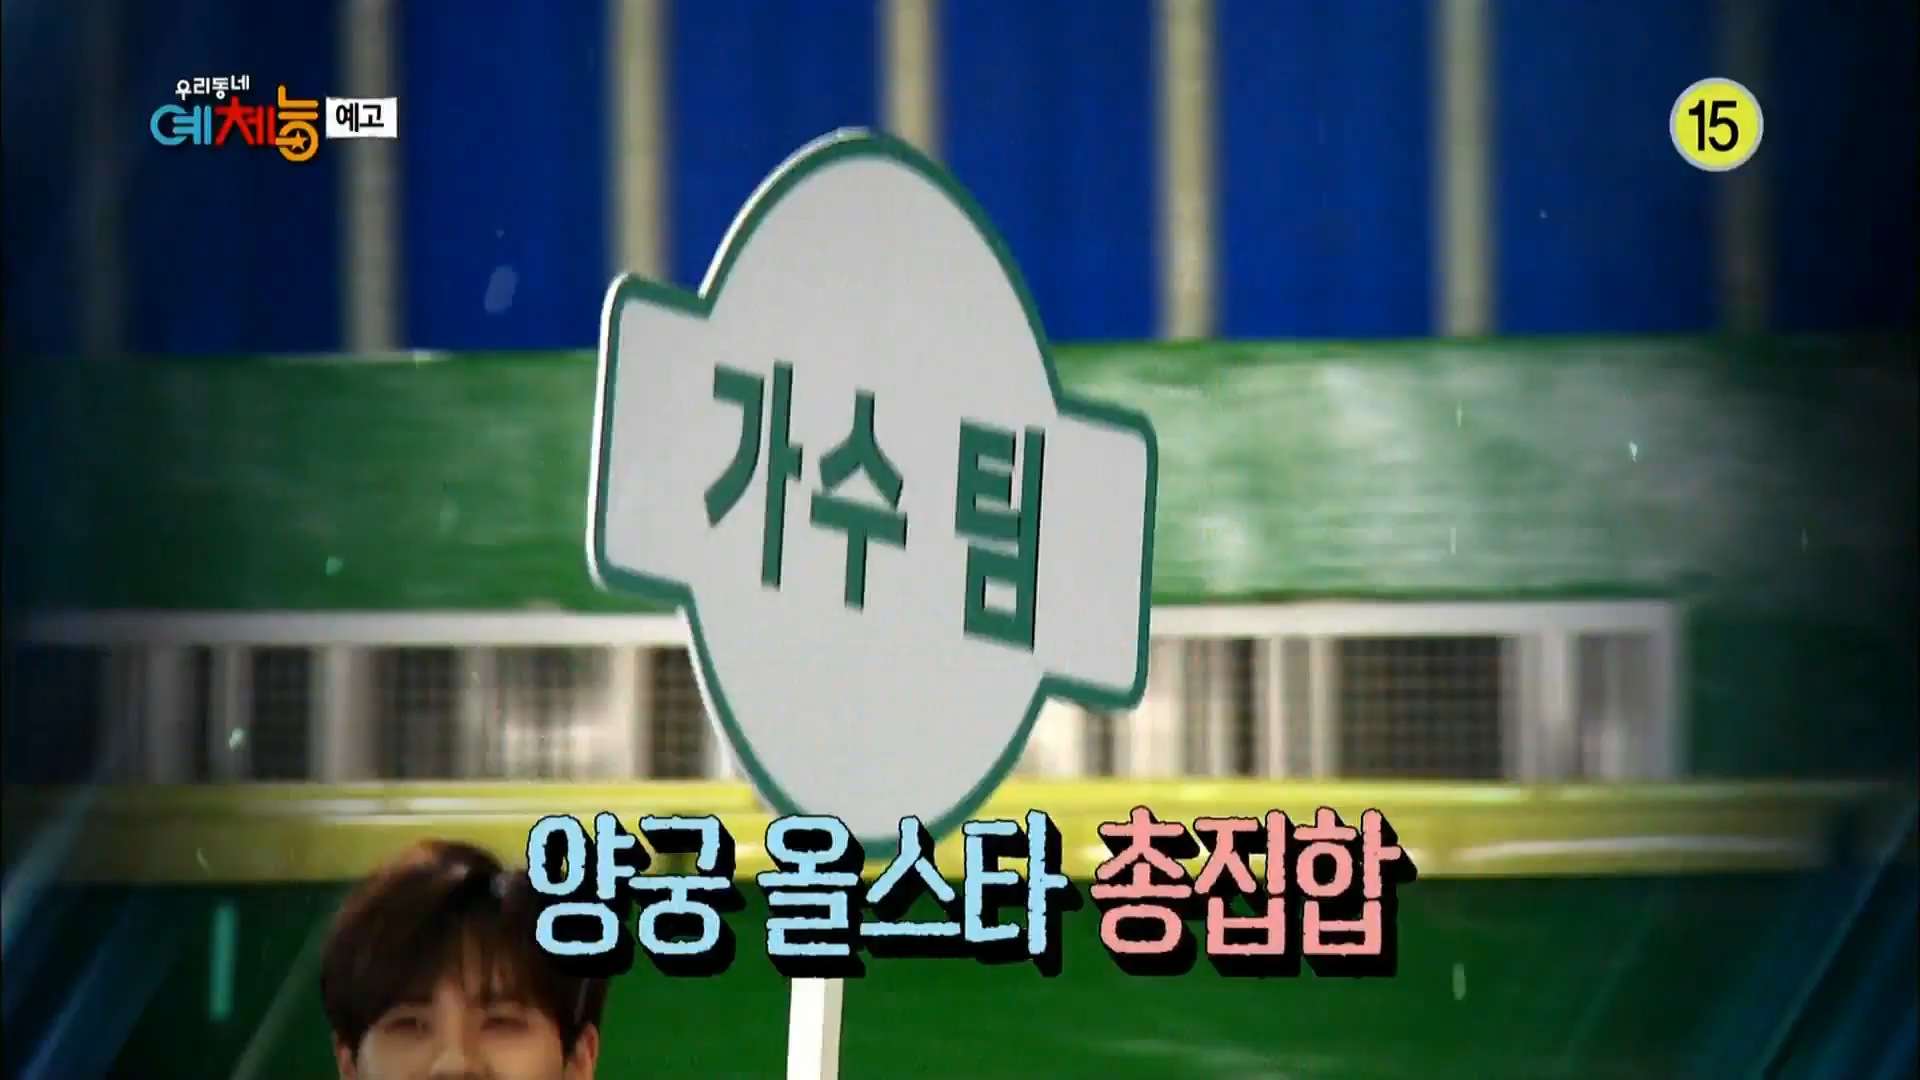 우리동네
예체능 예고
15
가수 팀
양궁 올스타 총집합